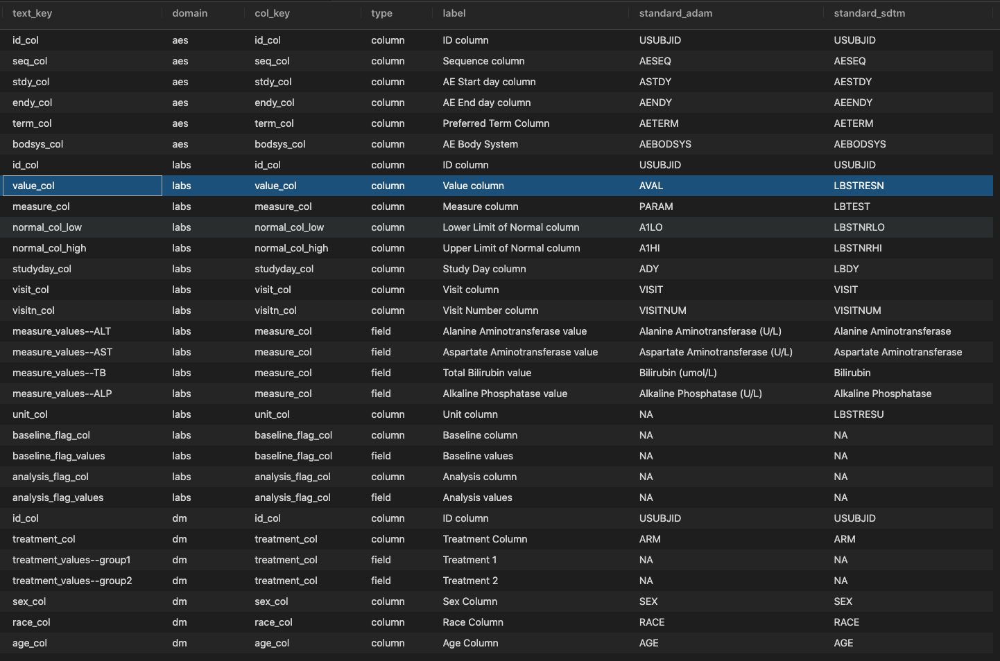 text_key domain col_key type label standard_adam standard_sdtm
id_col aes id_col column ID column USUBJID USUBJID
seq_col aes seq_col column Sequence column AESEQ AESEQ
stdy_col aes stdy_col column AE Start day column ASTDY AESTDY
endy_col aes endy_col column AE End day column AENDY AEENDY
term_col aes term_col column Preferred Term Column AETERM AETERM
bodsys_col aes bodsys_col column AE Body System AEBODSYS AEBODSYS
id_col labs id_col column ID column USUBJID USUBJID
value_col labs value_col column Value column AVAL LBSTRESN
measure_col labs measure_col column Measure column PARAM LBTEST
normal_col_low labs normal_col_low column Lower Limit of Normal column A1LO LBSTNRLO
normal_col_high labs normal_col_high column Upper Limit of Normal column A1HI LBSTNRHI
studyday_col labs studyday_col column Study Day column ADY LBDY
visit_col labs visit_col column Visit column VISIT VISIT
visitn_col labs visitn_col column Visit Number column VISITNUM VISITNUM
measure_values--ALT labs measure_col field Alanine Aminotransferase value Alanine Aminotransferase (U/L) Alanine Aminotransferase
measure_values--AST labs measure_col field Aspartate Aminotransferase value Aspartate Aminotransferase (U/L) Aspartate Aminotransferase
measure_values--TB labs measure_col field Total Bilirubin value Bilirubin (umol/L) Bilirubin
measure_values--ALP labs measure_col field Alkaline Phosphatase value Alkaline Phosphatase (U/L) Alkaline Phosphatase
unit_col labs unit_col column Unit column NA LBSTRESU
baseline_flag_col labs baseline_flag_col column Baseline column NA NA
baseline_flag_values labs baseline_flag_col field Baseline values NA NA
analysis_flag_col labs analysis_flag_col column Analysis column NA NA
analysis_flag_values labs analysis_flag_col field Analysis values NA NA
id_col dm id_col column ID column USUBJID USUBJID
treatment_col dm treatment_col column Treatment Column ARM ARM
treatment_values--group1 dm treatment_col field Treatment 1 NA NA
treatment_values--group2 dm treatment_col field Treatment 2 NA NA
sex_col dm sex_col column Sex Column SEX SEX
race_col dm race_col column Race Column RACE RACE
age_col dm age_col column Age Column AGE AGE